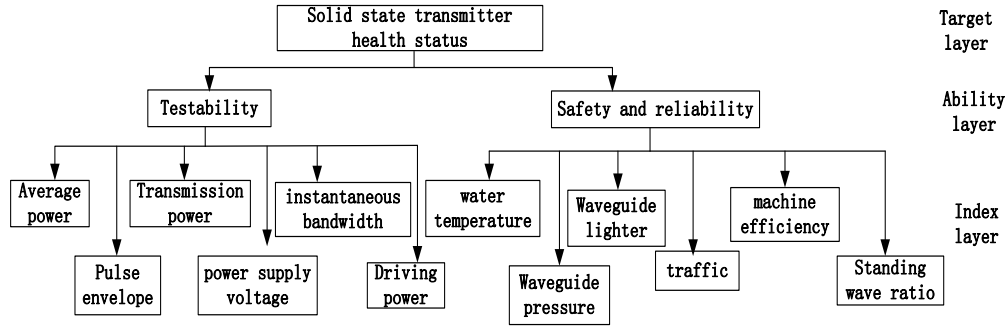 Solid state transmitter
health status
Target
layer
Testability
Safety and reliability
Ability
layer
Average
power
Transmission
power
instantaneous
bandwidth
water
temperature
Waveguide
lighter
machine
efficiency
Index
layer
Pulse
envelope
power supply
voltage
Driving
power
Waveguide
pressure
traffic
Standing
wave ratio